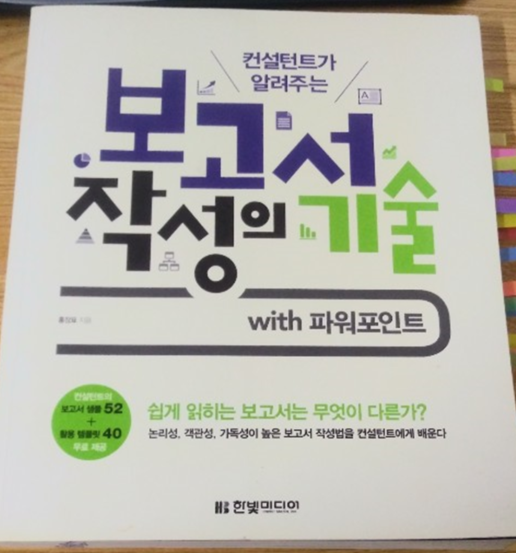 컨설턴트가
알려주는
보고서
작성의 기술
with 파워포인트
컨설턴트의
보고서 샘플 52
+
활용 템플릿 40
무료 제공
쉽게 읽히는 보고서는 무엇이 다른가?
논리성, 객관성, 가독성이 높은 보고서 작성법을 컨설턴트에게 배운다
한빛미디어